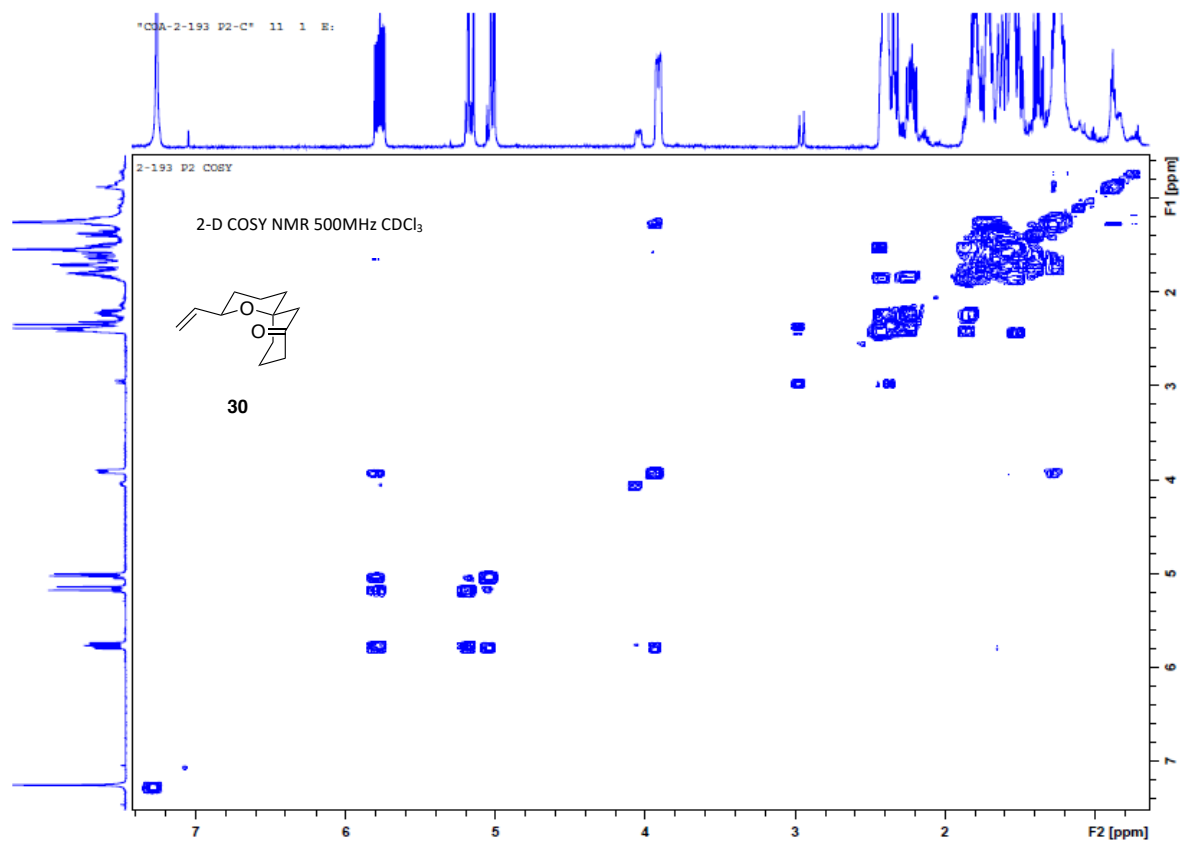 "COA-2-193 P2-C" 11 1 E:
2-193 P2 COSY
2-D COSY NMR 500MHz CDCl₃
O
O
30
F1 [ppm]
2
3
4
5
6
7
7 6 5 4 3 2 F2 [ppm]